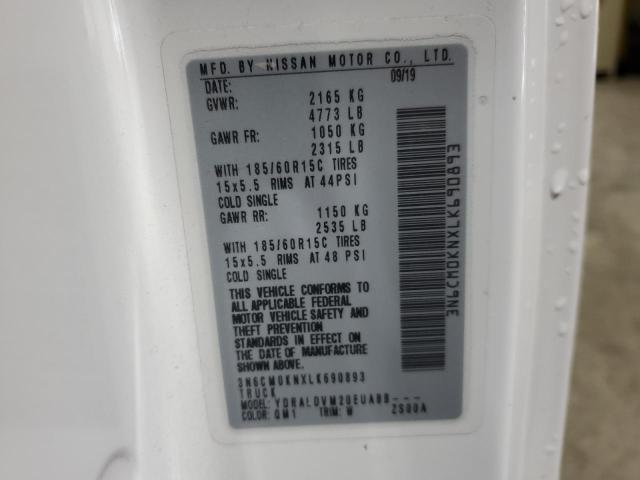 MFD. BY NISSAN MOTOR CO., LTD.
DATE: 09/19
GVWR: 2165 KG
4773 LB
GAWR FR: 1050 KG
2315 LB
WITH 185/60R15C TIRES
15x5.5 RIMS AT 44PSI
COLD SINGLE
GAWR RR: 1150 KG
2535 LB
WITH 185/60R15C TIRES
15x5.5 RIMS AT 48 PSI
COLD SINGLE
THIS VEHICLE CONFORMS TO
ALL APPLICABLE FEDERAL
MOTOR VEHICLE SAFETY AND
THEFT PREVENTION
STANDARDS IN EFFECT ON
THE DATE OF MANUFACTURE
SHOWN ABOVE.
3N6CM0KNXLK690893
TRUCK
MODEL: YDRALDVM20EUABB---
COLOR: QM1 TRIM: W ZS00A
3N6CM0KNXLK690893